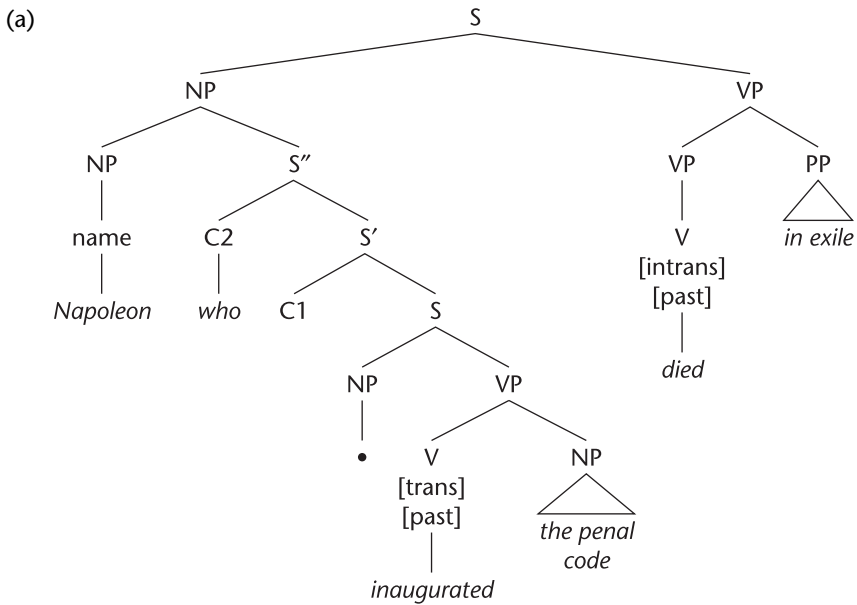 (a)
S
NP VP
NP S″ VP PP
name C2 S′ V in exile
[intrans]
[past]
Napoleon who C1 S
died
NP VP
• V NP
[trans]
[past]
the penal
code
inaugurated